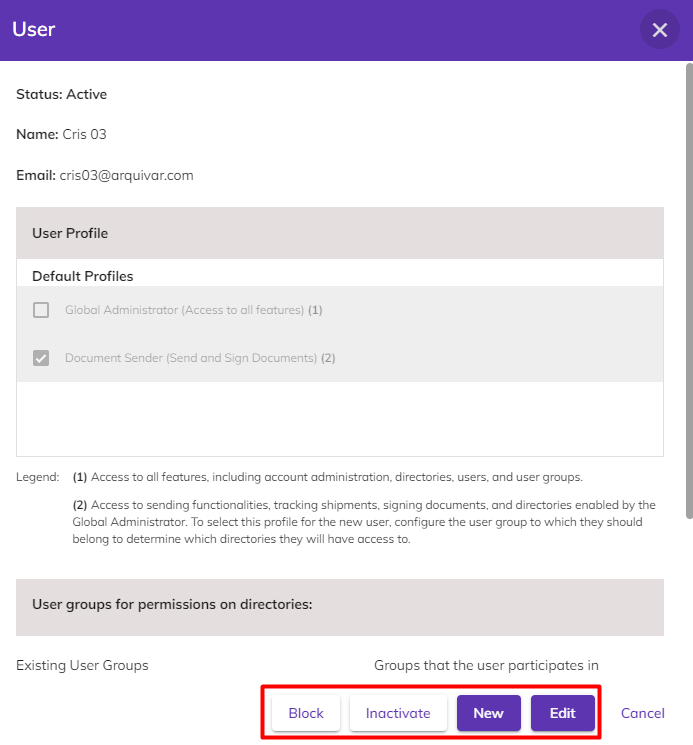 User
Status: Active
Name: Cris 03
Email: cris03@arquivar.com
User Profile
Default Profiles
Global Administrator (Access to all features) (1)
Document Sender (Send and Sign Documents) (2)
Legend: (1) Access to all features, including account administration, directories, users, and user groups.
(2) Access to sending functionalities, tracking shipments, signing documents, and directories enabled by the
Global Administrator. To select this profile for the new user, configure the user group to which they should
belong to determine which directories they will have access to.
User groups for permissions on directories:
Existing User Groups Groups that the user participates in
Block Inactivate New Edit Cancel